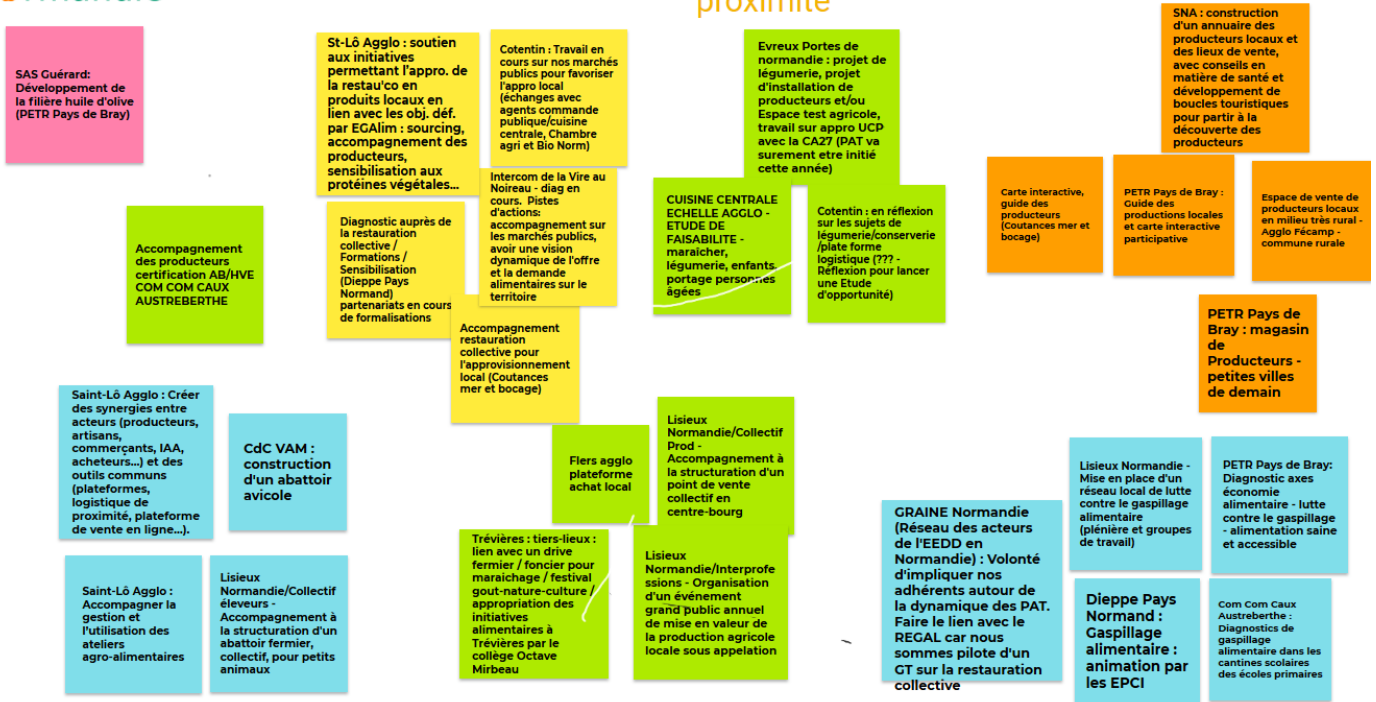 proximité
SAS Guérard:
Développement de
la filière huile d'olive
(PETR Pays de Bray)
St-Lô Agglo : soutien
aux initiatives
permettant l'appro. de
la restau'co en
produits locaux en
lien avec les obj. déf.
par EGAlim : sourcing,
accompagnement des
producteurs,
sensibilisation aux
protéines végétales...
Cotentin : Travail en
cours sur nos marchés
publics pour favoriser
l'appro local
(échanges avec
agents commande
publique/cuisine
centrale, Chambre
agri et Bio Norm)
Evreux Portes de
normandie : projet de
légumerie, projet
d'installation de
producteurs et/ou
Espace test agricole,
travail sur appro UCP
avec la CA27 (PAT va
surement etre initié
cette année)
SNA : construction
d'un annuaire des
producteurs locaux et
des lieux de vente,
avec conseils en
matière de santé et
développement de
boucles touristiques
pour partir à la
découverte des
producteurs
Accompagnement
des producteurs
certification AB/HVE
COM COM CAUX
AUSTREBERTHE
Diagnostic auprès de
la restauration
collective /
Formations /
Sensibilisation
(Dieppe Pays
Normand)
partenariats en cours
de formalisations
Intercom de la Vire au
Noireau - diag en
cours. Pistes
d'actions:
accompagnement sur
les marchés publics,
avoir une vision
dynamique de l'offre
et la demande
alimentaires sur le
territoire
Accompagnement
restauration
collective pour
l'approvisionnement
local (Coutances
mer et bocage)
CUISINE CENTRALE
ECHELLE AGGLO -
ETUDE DE
FAISABILITE -
maraîcher,
légumerie, enfants.
portage personnes
âgées
Cotentin : en réflexion
sur les sujets de
légumerie/conserverie
/plate forme
logistique (??? -
Réflexion pour lancer
une Etude
d'opportunité)
Carte interactive,
guide des
producteurs
(Coutances mer et
bocage)
PETR Pays de Bray :
Guide des
productions locales
et carte interactive
participative
Espace de vente de
producteurs locaux
en milieu très rural -
Agglo Fécamp -
commune rurale
PETR Pays de
Bray : magasin
de
Producteurs -
petites villes
de demain
Saint-Lô Agglo : Créer
des synergies entre
acteurs (producteurs,
artisans,
commerçants, IAA,
acheteurs...) et des
outils communs
(plateformes,
logistique de
proximité, plateforme
de vente en ligne...).
CdC VAM :
construction
d'un abattoir
avicole
Saint-Lô Agglo :
Accompagner la
gestion et
l'utilisation des
ateliers
agro-alimentaires
Lisieux
Normandie/Collectif
éleveurs -
Accompagnement à
la structuration d'un
abattoir fermier,
collectif, pour petits
animaux
Flers agglo
plateforme
achat local
Lisieux
Normandie/Collectif
Prod -
Accompagnement à
la structuration d'un
point de vente
collectif en
centre-bourg
Trévières : tiers-lieux :
lien avec un drive
fermier / foncier pour
maraichage / festival
gout-nature-culture /
appropriation des
initiatives
alimentaires à
Trévières par le
collège Octave
Mirbeau
Lisieux
Normandie/Interprofe
ssions - Organisation
d'un événement
grand public annuel
de mise en valeur de
la production agricole
locale sous appelation
GRAINE Normandie
(Réseau des acteurs
de l'EEDD en
Normandie) : Volonté
d'impliquer nos
adhérents autour de
la dynamique des PAT.
Faire le lien avec le
REGAL car nous
sommes pilote d'un
GT sur la restauration
collective
Lisieux Normandie -
Mise en place d'un
réseau local de lutte
contre le gaspillage
alimentaire
(plénière et groupes
de travail)
PETR Pays de Bray:
Diagnostic axes
économie
alimentaire - lutte
contre le gaspillage
- alimentation saine
et accessible
Dieppe Pays
Normand :
Gaspillage
alimentaire :
animation par
les EPCI
Com Com Caux
Austreberthe :
Diagnostics de
gaspillage
alimentaire dans les
cantines scolaires
des écoles primaires